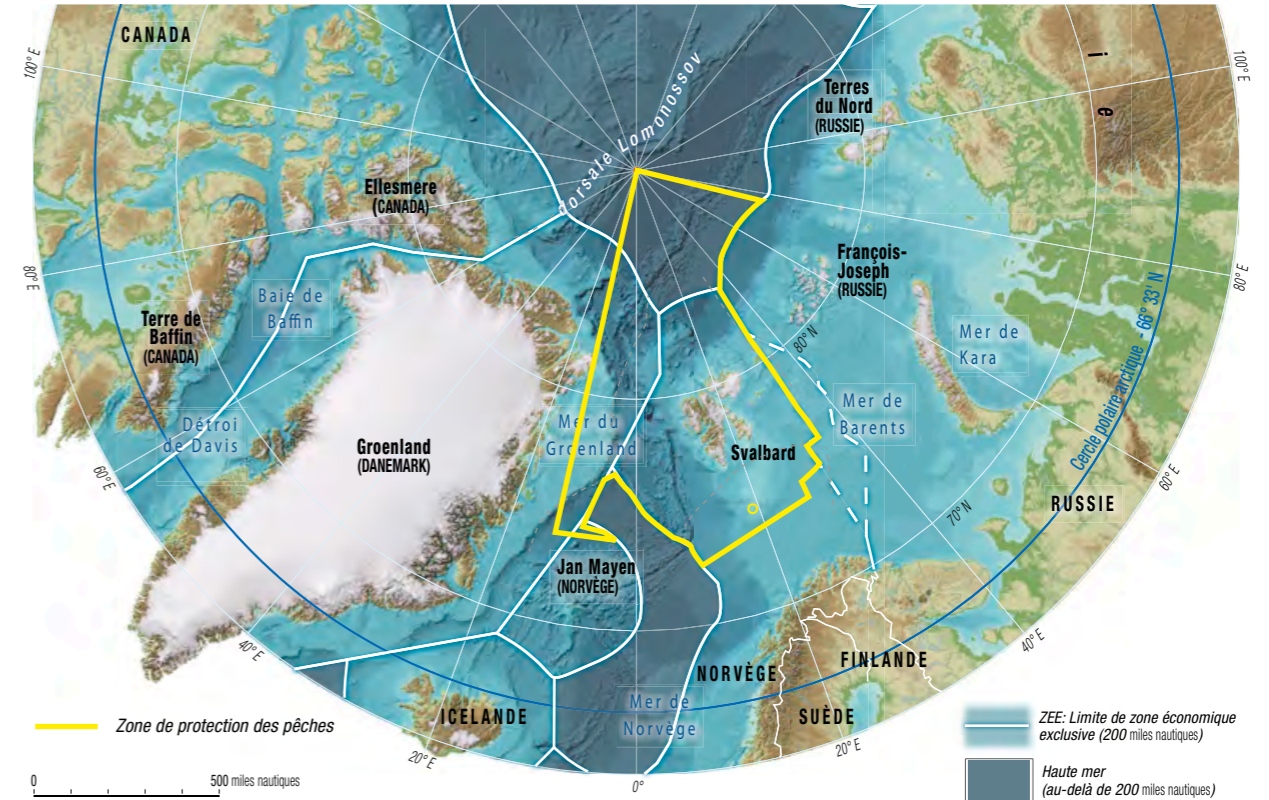 CANADA
100° E
dorsale Lomonossov
Terres
du Nord
(RUSSIE)
i
e
100° E
Ellesmere
(CANADA)
François-
Joseph
(RUSSIE)
80° E
80° E
Baie de
Baffin
Terre de
Baffin
(CANADA)
80° N
Mer de
Kara
Cercle polaire arctique - 66° 33' N
Mer de
Barents
Détroi
de Davis
Mer du
Groenland
Groenland
(DANEMARK)
Svalbard
60° E
60° E
70° N
RUSSIE
Jan Mayen
(NORVÈGE)
40° E
40° E
NORVÈGE
FINLANDE
ICELANDE
Mer de
Norvège
SUÈDE
20° E
20° E
0°
Zone de protection des pêches
0 500 miles nautiques
ZEE: Limite de zone économique
exclusive (200 miles nautiques)
Haute mer
(au-delà de 200 miles nautiques)